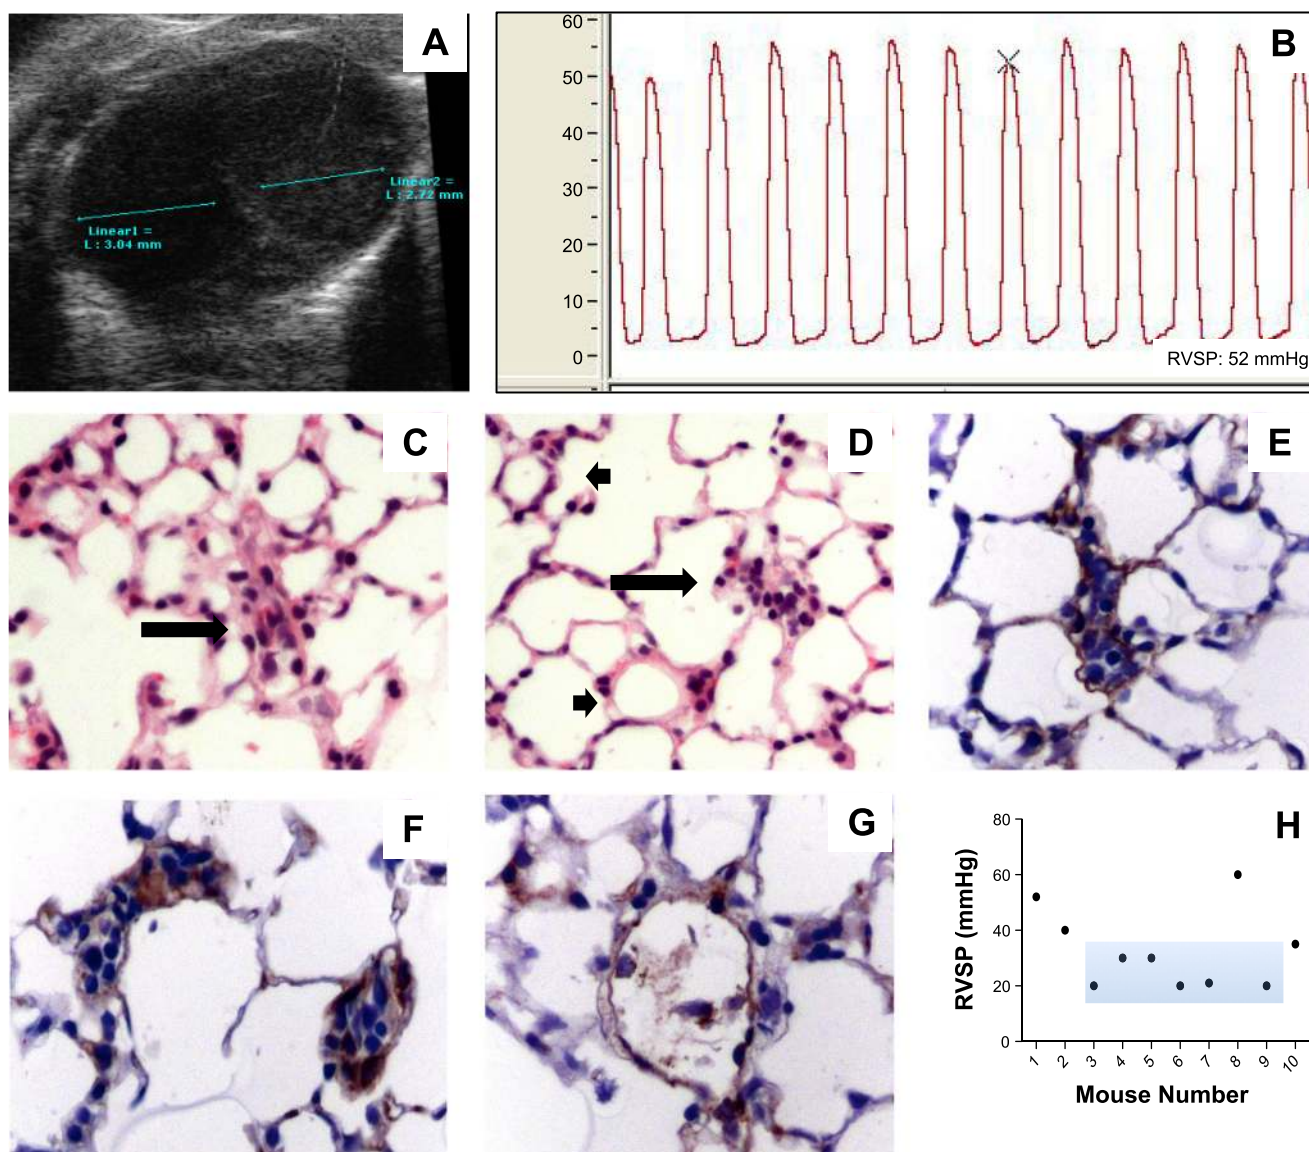 A
Linear1 =
L : 3.04 mm
Linear2 =
L : 2.72 mm
B
60
50
40
30
20
10
0
RVSP: 52 mmHg
C
D
E
F
G
H
80
60
40
20
0
RVSP (mmHg)
1 2 3 4 5 6 7 8 9 10
Mouse Number